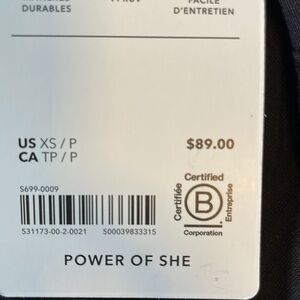 DURABLES
FACILE
D'ENTRETIEN
US XS / P
CA TP / P
$89.00
S699-0009
531173-00-2-0021 S00039833315
Certified
Certifiée
B
Entreprise
Corporation
POWER OF SHE